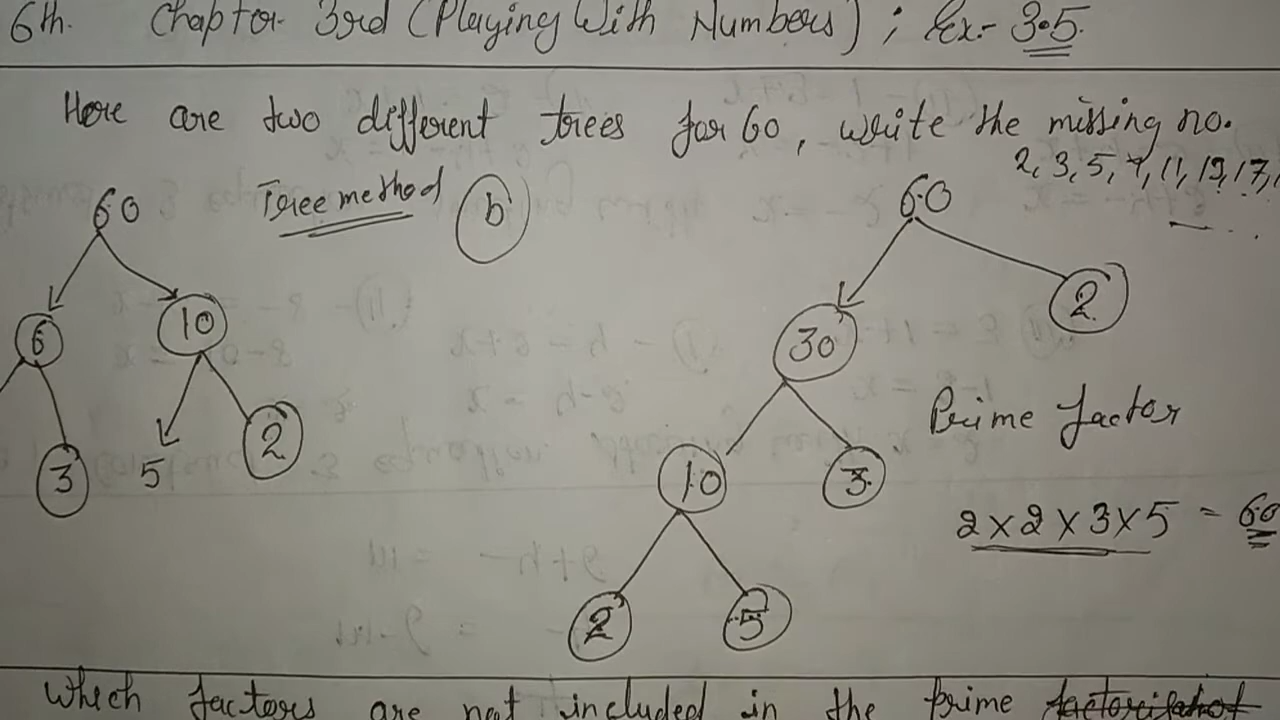 6th. Chapter 3rd (Playing With Numbers) ; Ex- 3.5.
Here are two different trees for 60, write the missing no.
2, 3, 5, 7, 11, 13, 17,
60 Tree method b 60
6 10 30 2
3 5 2 10 3
Prime factor
2 x 2 x 3 x 5 = 60
2 5
Which factors are not included in the prime